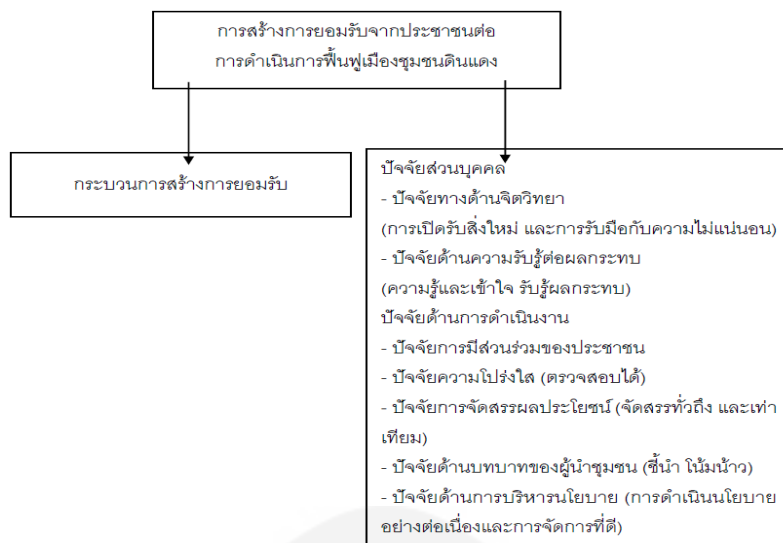 การสร้างการยอมรับจากประชาชนต่อ
การดำเนินการฟื้นฟูเมืองชุมชนดินแดง
กระบวนการสร้างการยอมรับ
ปัจจัยส่วนบุคคล
- ปัจจัยทางด้านจิตวิทยา
(การเปิดรับสิ่งใหม่ และการรับมือกับความไม่แน่นอน)
- ปัจจัยด้านความรับรู้ต่อผลกระทบ
(ความรู้และเข้าใจ รับรู้ผลกระทบ)
ปัจจัยด้านการดำเนินงาน
- ปัจจัยการมีส่วนร่วมของประชาชน
- ปัจจัยความโปร่งใส (ตรวจสอบได้)
- ปัจจัยการจัดสรรผลประโยชน์ (จัดสรรทั่วถึง และเท่า
เทียม)
- ปัจจัยด้านบทบาทของผู้นำชุมชน (ชี้นำ โน้มน้าว)
- ปัจจัยด้านการบริหารนโยบาย (การดำเนินนโยบาย
อย่างต่อเนื่องและการจัดการที่ดี)